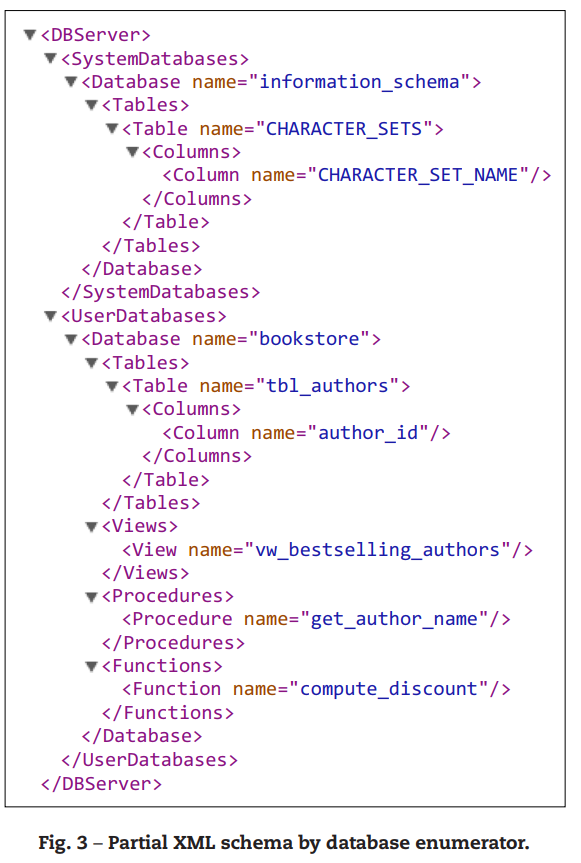 <DBServer>
<SystemDatabases>
<Database name="information_schema">
<Tables>
<Table name="CHARACTER_SETS">
<Columns>
<Column name="CHARACTER_SET_NAME"/>
</Columns>
</Table>
</Tables>
</Database>
</SystemDatabases>
<UserDatabases>
<Database name="bookstore">
<Tables>
<Table name="tbl_authors">
<Columns>
<Column name="author_id"/>
</Columns>
</Table>
</Tables>
<Views>
<View name="vw_bestselling_authors"/>
</Views>
<Procedures>
<Procedure name="get_author_name"/>
</Procedures>
<Functions>
<Function name="compute_discount"/>
</Functions>
</Database>
</UserDatabases>
</DBServer>
Fig. 3 – Partial XML schema by database enumerator.